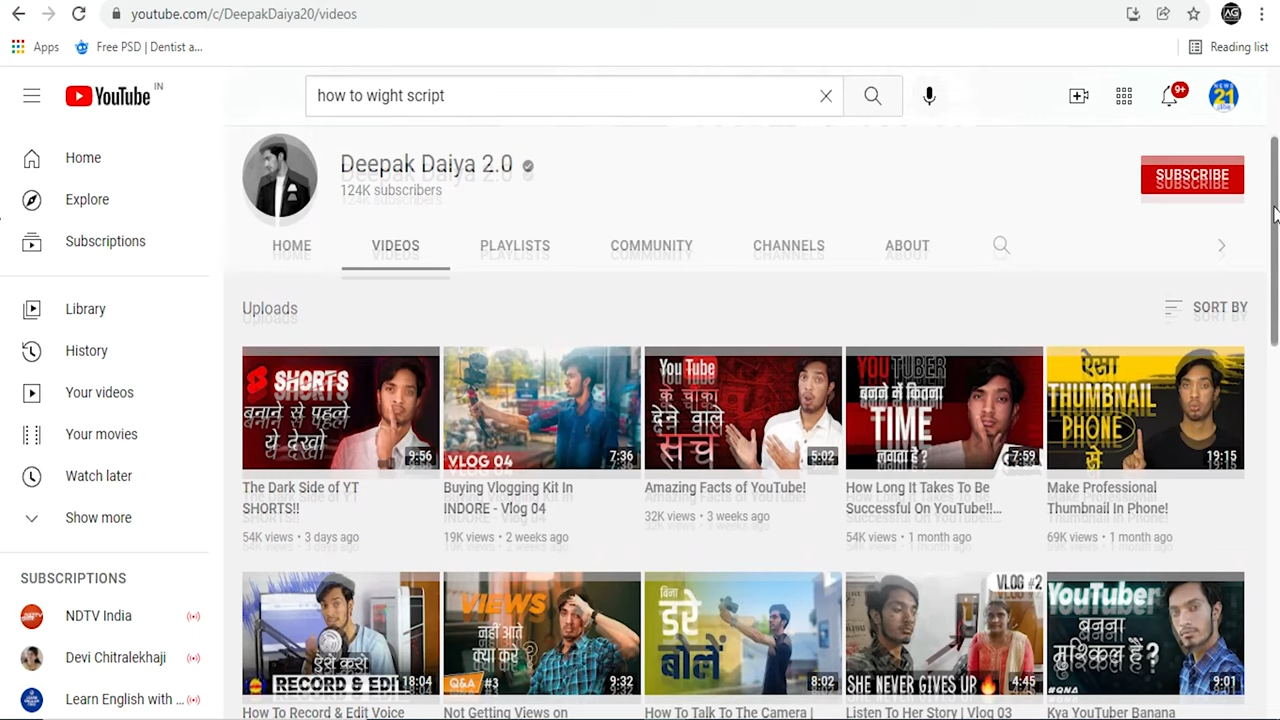 youtube.com/c/DeepakDaiya20/videos
Apps
Free PSD | Dentist a...
Reading list
YouTube IN
how to wight script
9+
21
Home
Explore
Subscriptions
Library
History
Your videos
Your movies
Watch later
Show more
SUBSCRIPTIONS
NDTV India
Devi Chitralekhaji
Learn English with ...
Deepak Daiya 2.0
124K subscribers
SUBSCRIBE
HOME
VIDEOS
PLAYLISTS
COMMUNITY
CHANNELS
ABOUT
Uploads
SORT BY
SHORTS
बनाने से पहले
ये देखो
9:56
The Dark Side of YT
SHORTS!!
54K views • 3 days ago
VLOG 04
7:36
Buying Vlogging Kit In
INDORE - Vlog 04
19K views • 2 weeks ago
You Tube
के चोका
देने वाले
सच
5:02
Amazing Facts of YouTube!
32K views • 3 weeks ago
YOUTUBER
बनने में कितना
TIME
लगता है ?
7:59
How Long It Takes To Be
Successful On YouTube!!...
54K views • 1 month ago
ऐसा
THUMBNAIL
PHONE
से
19:15
Make Professional
Thumbnail In Phone!
69K views • 1 month ago
RECORD & EDIT
18:04
How To Record & Edit Voice
VIEWS
नहीं आते
क्या करे
Q&A #3
9:32
Not Getting Views on
बिना
डरे
बोलें
8:02
How To Talk To The Camera |
VLOG #2
SHE NEVER GIVES UP
4:45
Listen To Her Story | Vlog 03
YouTuber
बनना
मुश्किल हैं?
#QNA
9:01
Kya YouTuber Banana